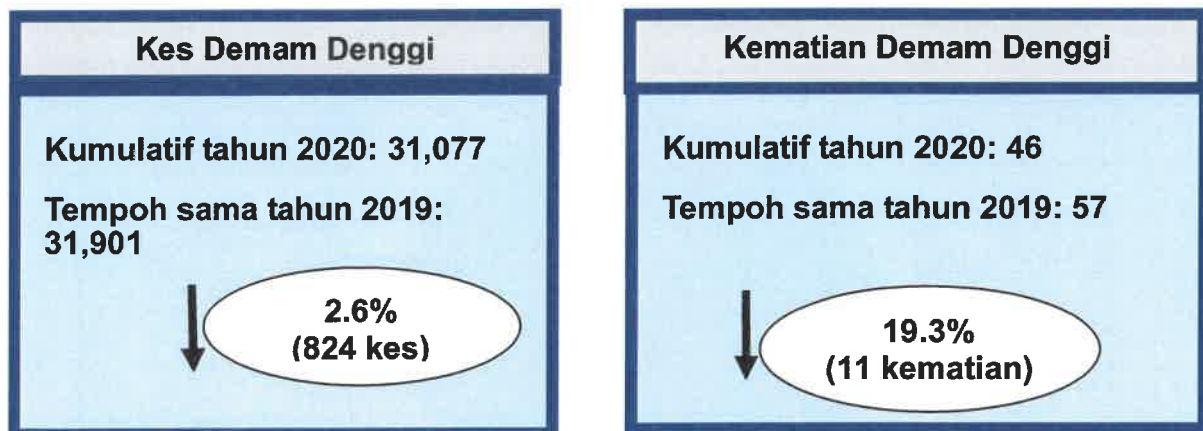 Kes Demam Denggi
Kumulatif tahun 2020: 31,077
Tempoh sama tahun 2019:
31,901
2.6%
(824 kes)
Kematian Demam Denggi
Kumulatif tahun 2020: 46
Tempoh sama tahun 2019: 57
19.3%
(11 kematian)